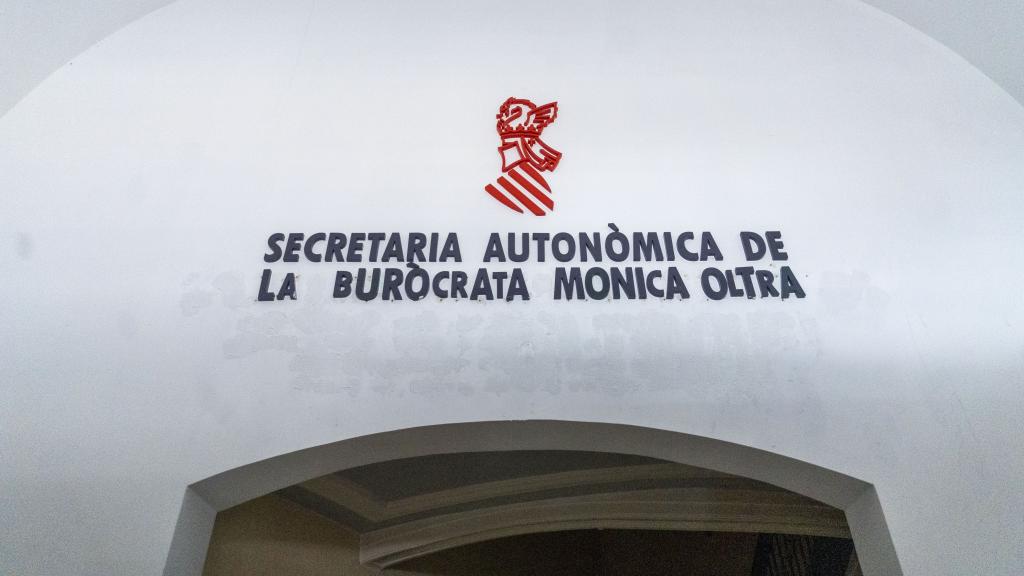 SECRETARIA AUTONÒMICA DE
LA BURÒCRATA MONICA OLTRA